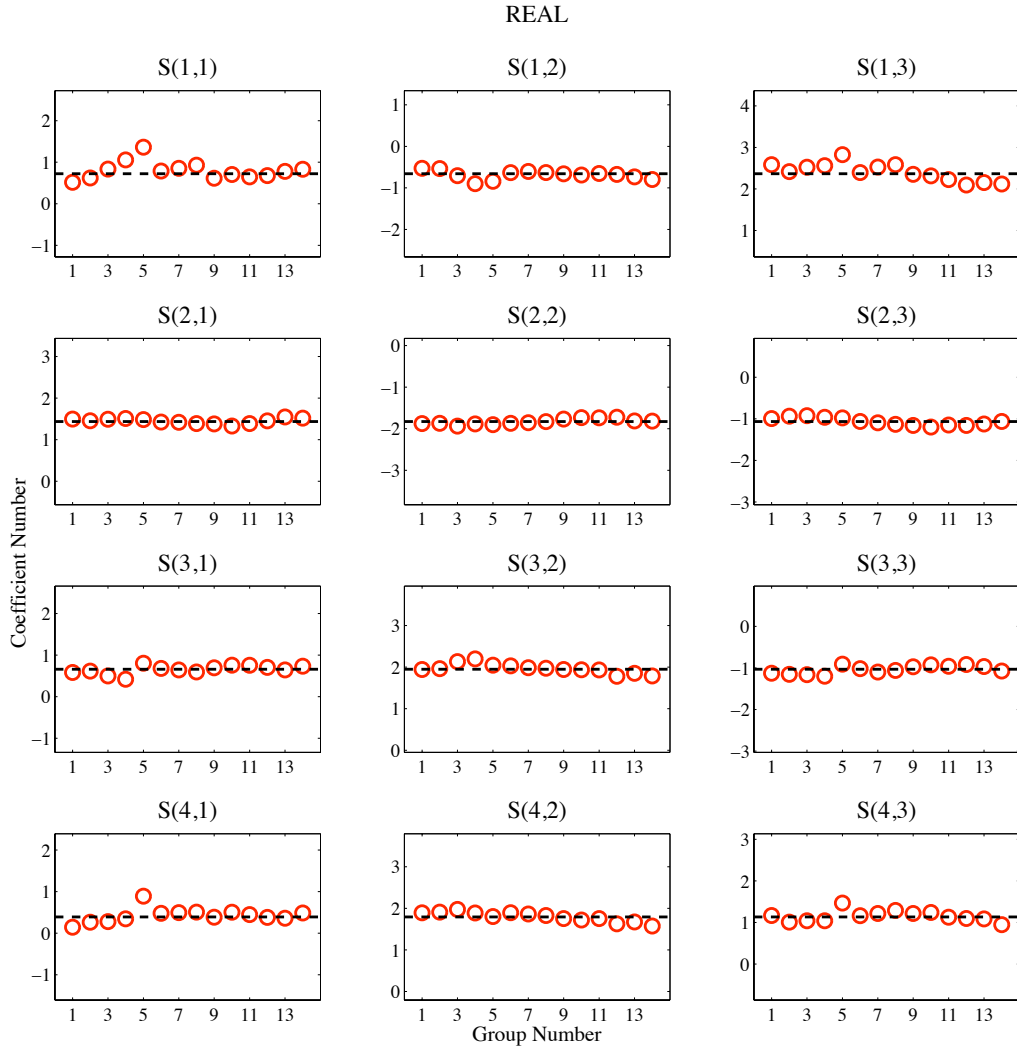 REAL
S(1,1) S(1,2) S(1,3)
2 1 0 −1
1 3 5 7 9 11 13
1 0 −1 −2
1 3 5 7 9 11 13
4 3 2 1
1 3 5 7 9 11 13
S(2,1) S(2,2) S(2,3)
3 2 1 0
1 3 5 7 9 11 13
0 −1 −2 −3
1 3 5 7 9 11 13
0 −1 −2 −3
1 3 5 7 9 11 13
Coefficient Number
S(3,1) S(3,2) S(3,3)
2 1 0 −1
1 3 5 7 9 11 13
3 2 1 0
1 3 5 7 9 11 13
0 −1 −2 −3
1 3 5 7 9 11 13
S(4,1) S(4,2) S(4,3)
2 1 0 −1
1 3 5 7 9 11 13
3 2 1 0
1 3 5 7 9 11 13
3 2 1 0
1 3 5 7 9 11 13
Group Number